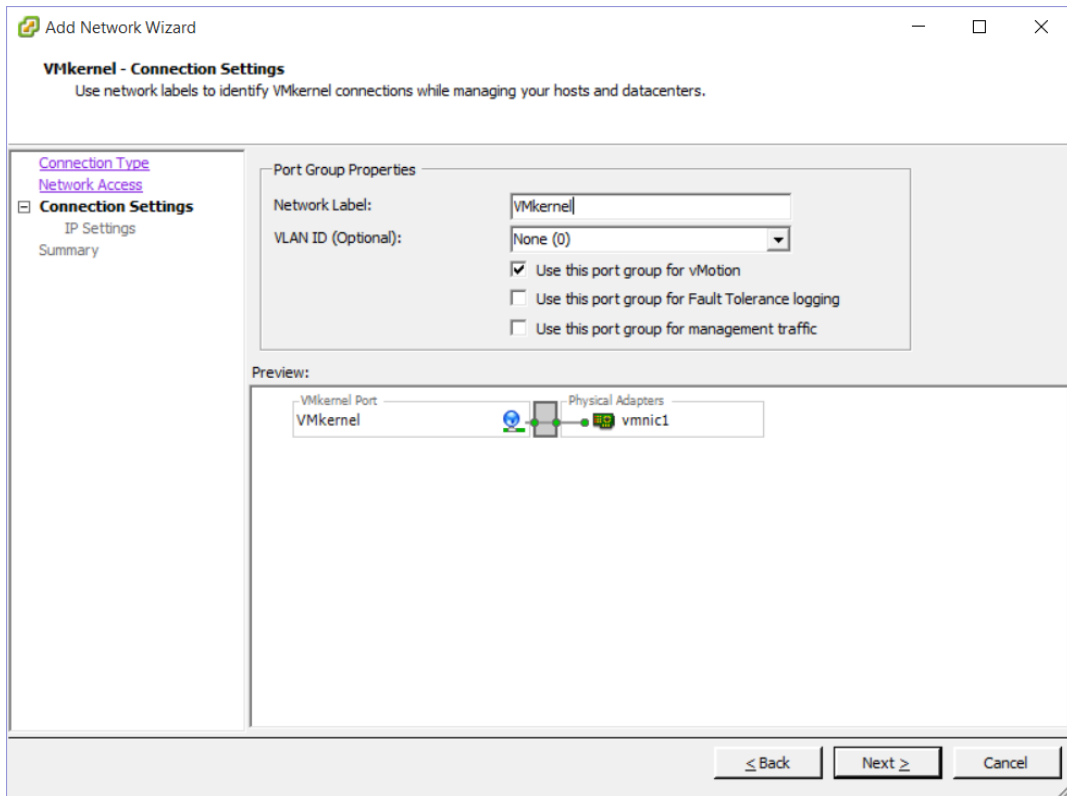 Add Network Wizard
VMkernel - Connection Settings
Use network labels to identify VMkernel connections while managing your hosts and datacenters.
Connection Type
Network Access
Connection Settings
IP Settings
Summary
Port Group Properties
Network Label:
VMkernel
VLAN ID (Optional):
None (0)
Use this port group for vMotion
Use this port group for Fault Tolerance logging
Use this port group for management traffic
Preview:
VMkernel Port
VMkernel
Physical Adapters
vmnic1
< Back
Next >
Cancel